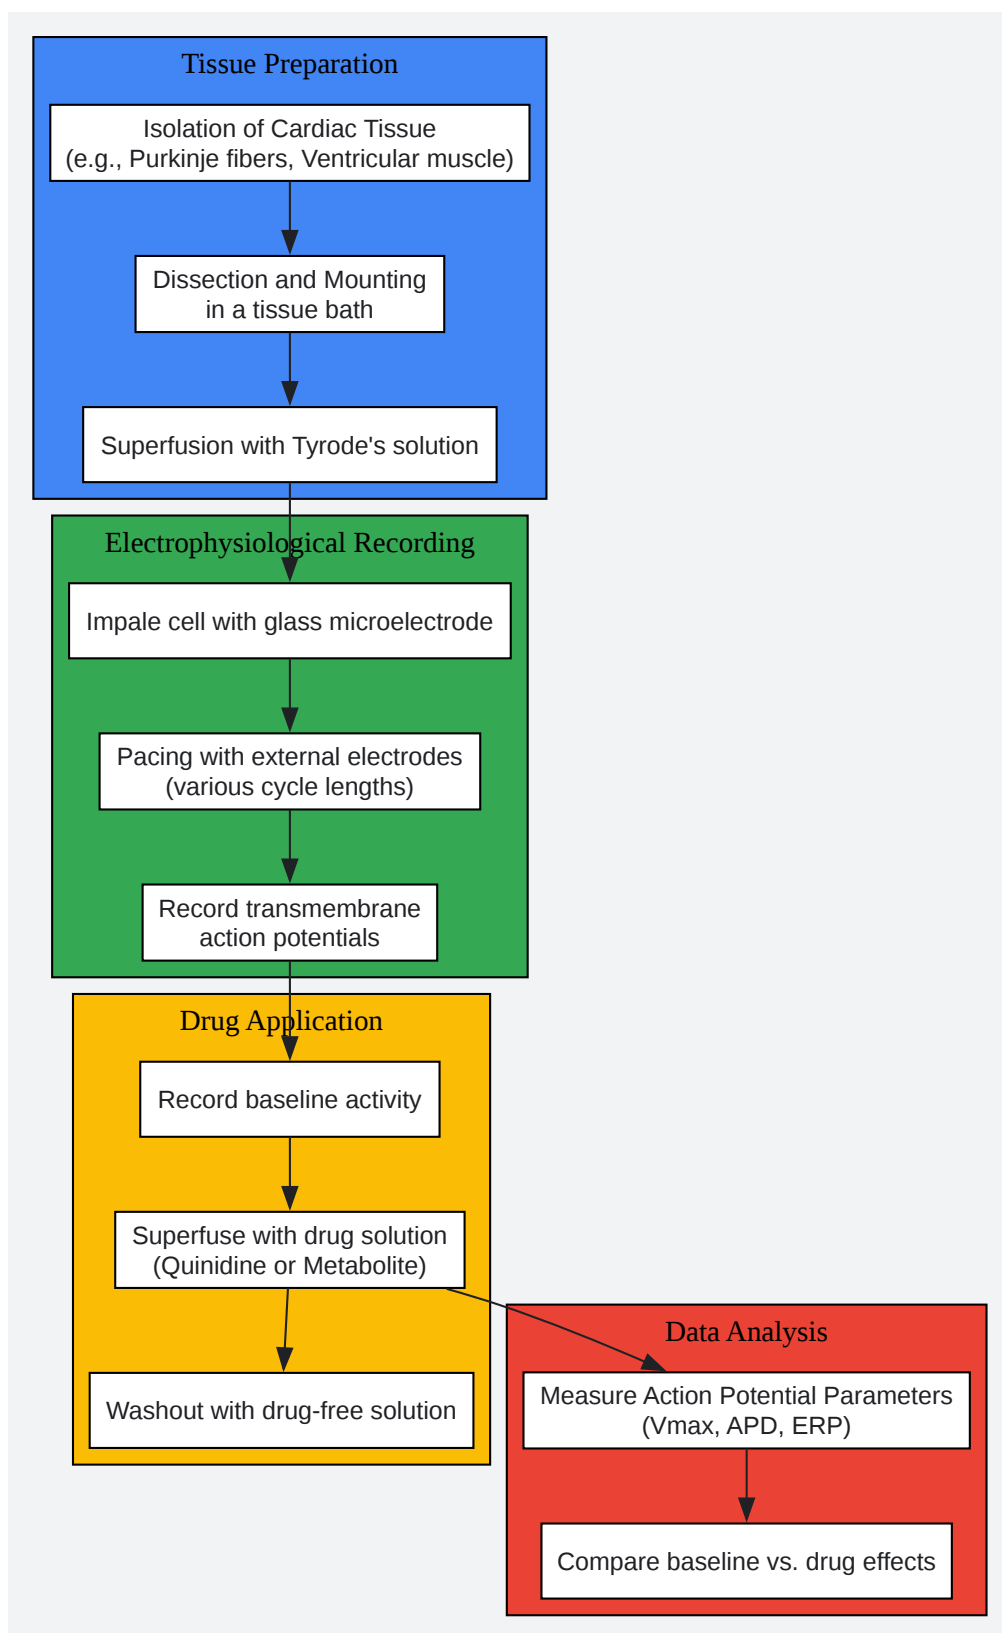 Tissue Preparation
Isolation of Cardiac Tissue
(e.g., Purkinje fibers, Ventricular muscle)
Dissection and Mounting
in a tissue bath
Superfusion with Tyrode's solution
Electrophysiological Recording
Impale cell with glass microelectrode
Pacing with external electrodes
(various cycle lengths)
Record transmembrane
action potentials
Drug Application
Record baseline activity
Superfuse with drug solution
(Quinidine or Metabolite)
Washout with drug-free solution
Data Analysis
Measure Action Potential Parameters
(Vmax, APD, ERP)
Compare baseline vs. drug effects